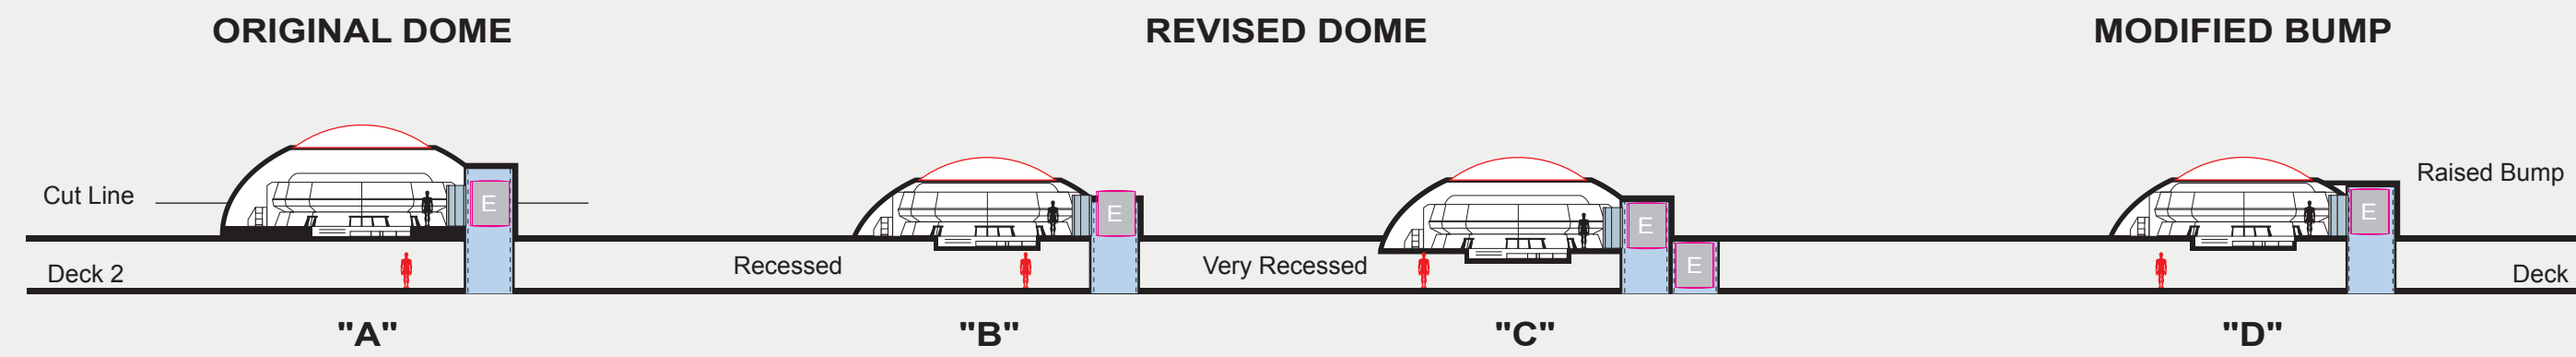 ORIGINAL DOME
REVISED DOME
MODIFIED BUMP
Cut Line
E
E
E
E
E
Raised Bump
Deck 2
Recessed
Very Recessed
Deck
"A"
"B"
"C"
"D"